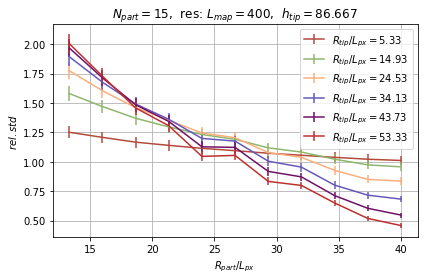 N_part = 15, res: L_map = 400, h_tip = 86.667
rel. std
2.00
1.75
1.50
1.25
1.00
0.75
0.50
R_tip/L_px = 5.33
R_tip/L_px = 14.93
R_tip/L_px = 24.53
R_tip/L_px = 34.13
R_tip/L_px = 43.73
R_tip/L_px = 53.33
15 20 25 30 35 40
R_part/L_px